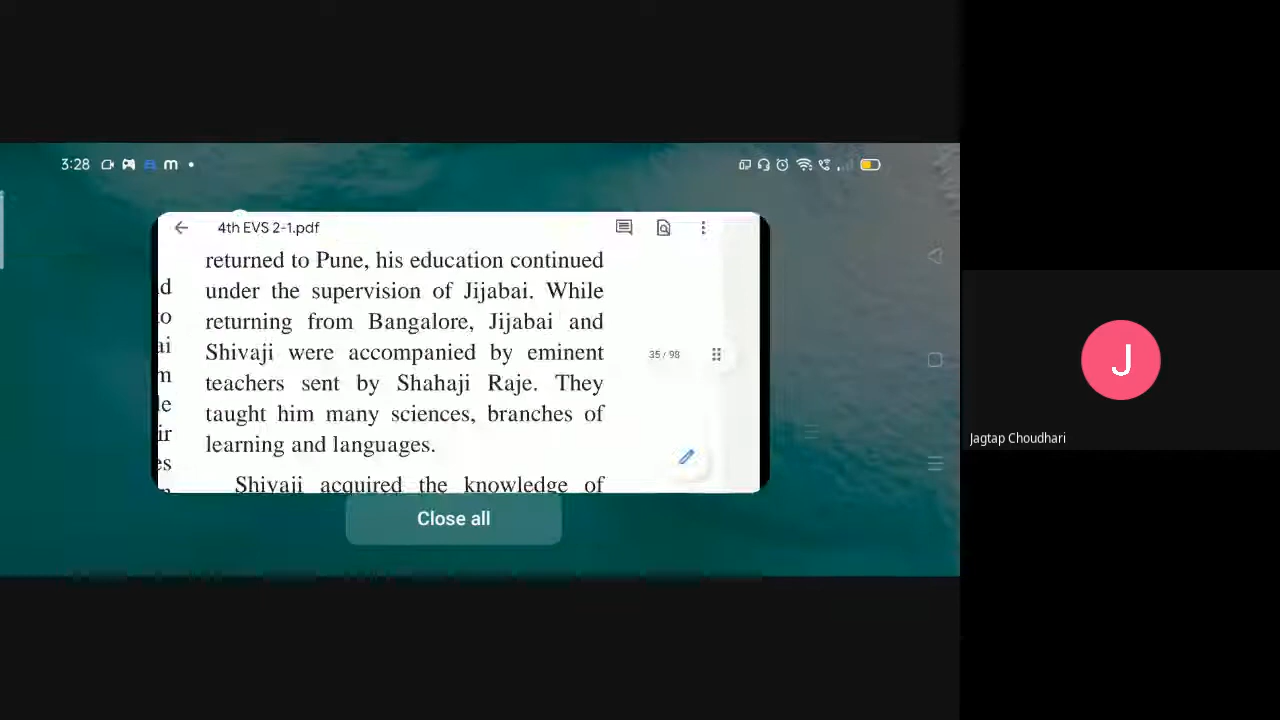 3:28
4th EVS 2-1.pdf
returned to Pune, his education continued
under the supervision of Jijabai. While
returning from Bangalore, Jijabai and
Shivaji were accompanied by eminent
teachers sent by Shahaji Raje. They
taught him many sciences, branches of
learning and languages.
Shivaji acquired the knowledge of
35 / 98
Close all
J
Jagtap Choudhari